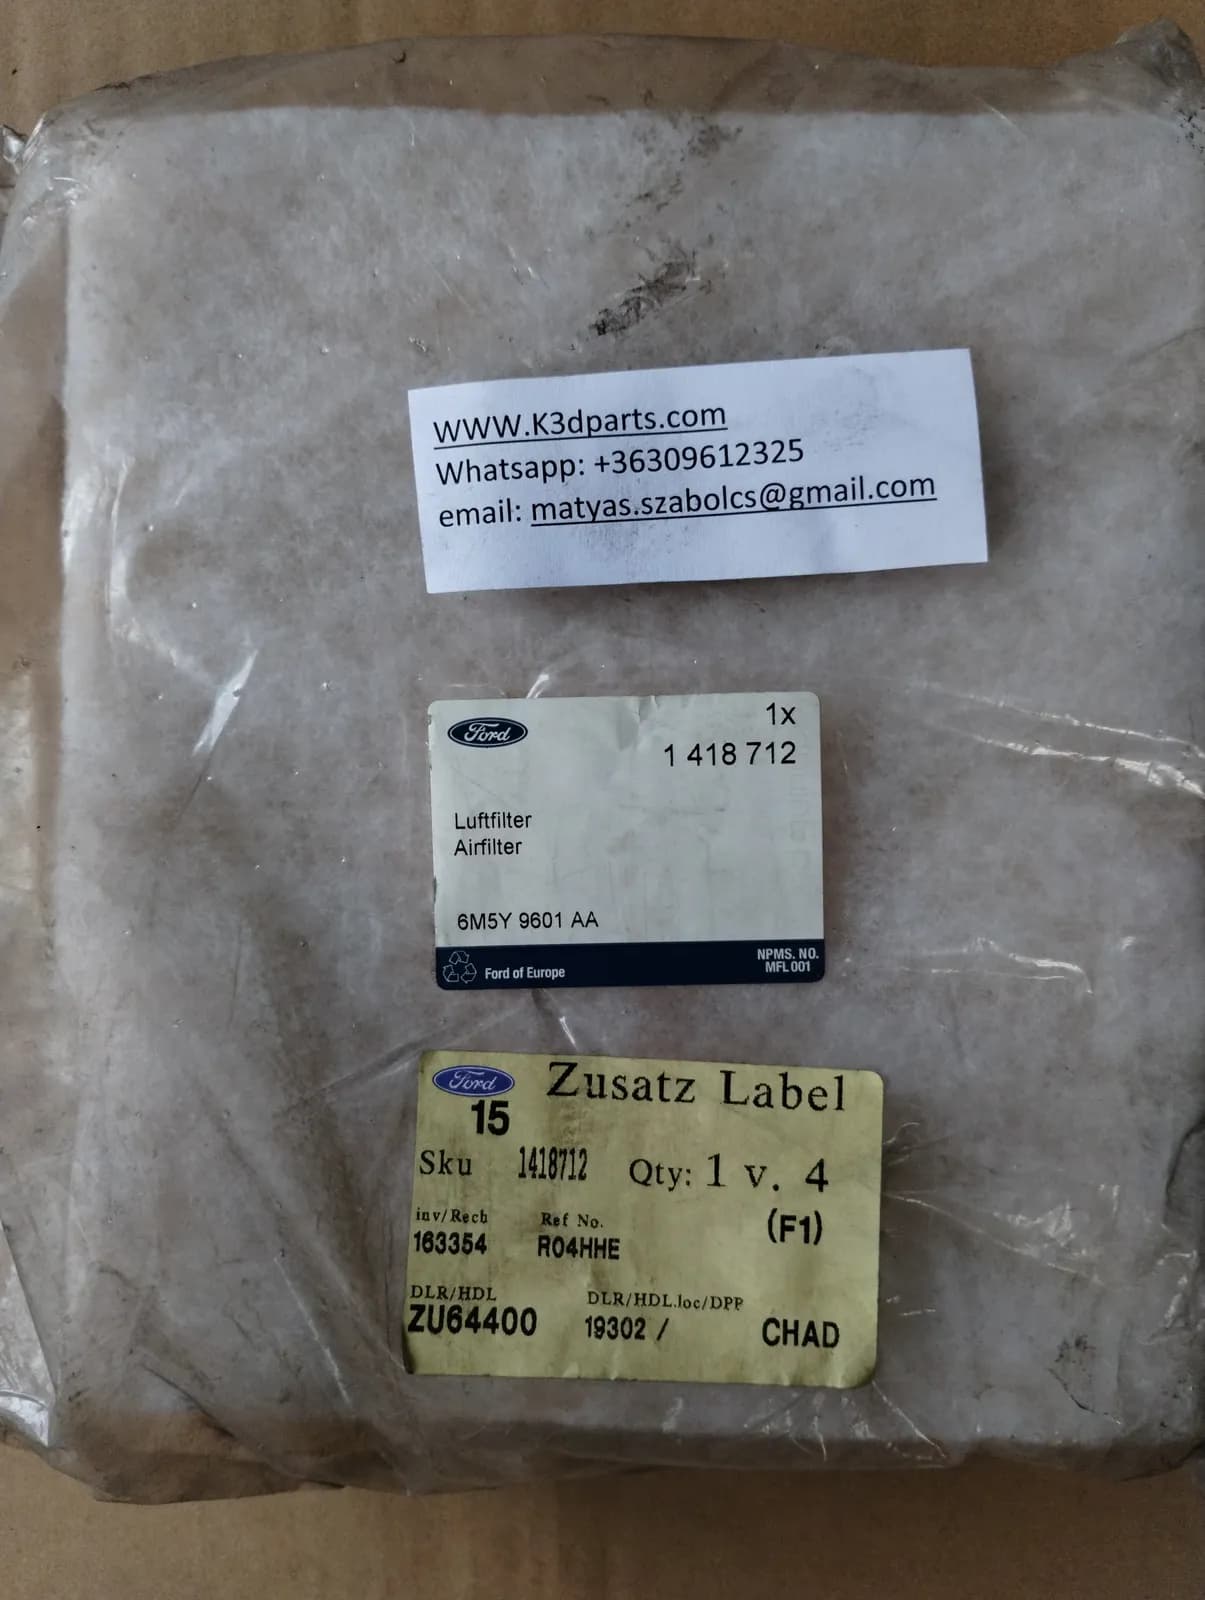 WWW.K3dparts.com
Whatsapp: +36309612325
email: matyas.szabolcs@gmail.com
Ford
1x
1 418 712
Luftfilter
Airfilter
6M5Y 9601 AA
Ford of Europe
NPMS. NO.
MFL 001
Ford Zusatz Label
15
Sku 1418712 Qty: 1 v. 4
inv/Rech Ref No. (F1)
163354 R04HHE
DLR/HDL DLR/HDL.loc/DPP
ZU64400 19302 / CHAD